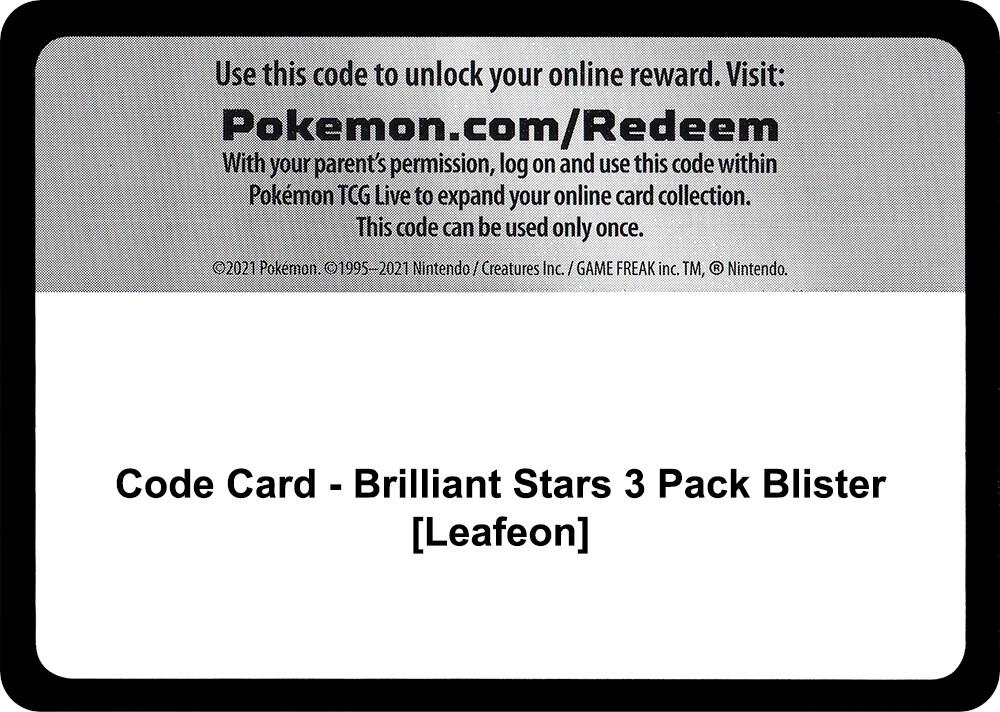 Use this code to unlock your online reward. Visit:
Pokemon.com/Redeem
With your parent's permission, log on and use this code within
Pokémon TCG Live to expand your online card collection.
This code can be used only once.
©2021 Pokémon. ©1995–2021 Nintendo / Creatures Inc. / GAME FREAK inc. TM, ® Nintendo.
Code Card - Brilliant Stars 3 Pack Blister
[Leafeon]